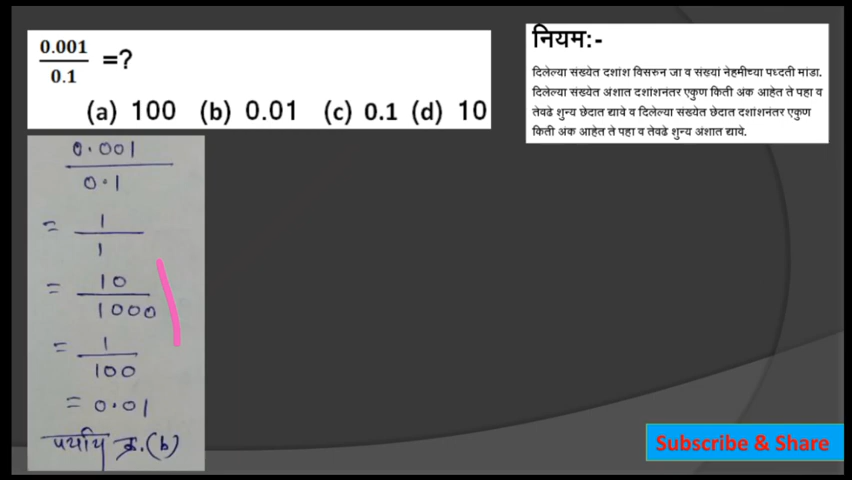 0.001
0.1
=?
(a) 100 (b) 0.01 (c) 0.1 (d) 10
नियम:-
दिलेल्या संख्येत दशांश विसरुन जा व संख्यां नेहमीच्या पध्दती मांडा.
दिलेल्या संख्येत अंशात दशांशनंतर एकुण किती अंक आहेत ते पहा व
तेवढे शुन्य छेदात द्यावे व दिलेल्या संख्येत छेदात दशांशनंतर एकुण
किती अंक आहेत ते पहा व तेवढे शुन्य अंशात द्यावे.
0.001
0.1
= 1
1
= 10
1000
= 1
100
= 0.01
पर्याय क्र.(b)
Subscribe & Share